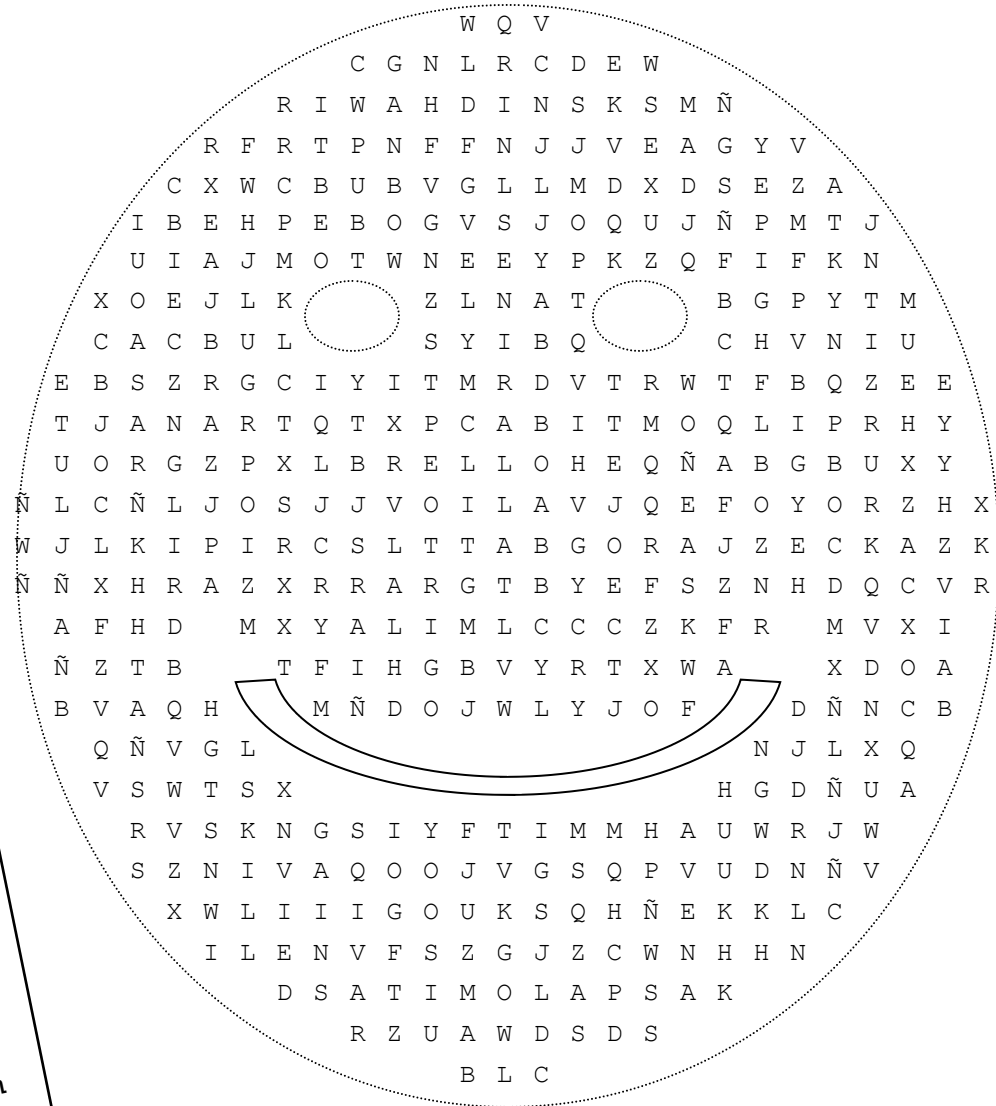 W Q V
C G N L R C D E W
R I W A H D I N S K S M Ñ
R F R T P N F F N J J V E A G Y V
C X W C B U B V G L L M D X D S E Z A
I B E H P E B O G V S J O Q U J Ñ P M T J
U I A J M O T W N E E Y P K Z Q F I F K N
X O E J L K Z L N A T B G P Y T M
C A C B U L S Y I B Q C H V N I U
E B S Z R G C I Y I T M R D V T R W T F B Q Z E E
T J A N A R T Q T X P C A B I T M O Q L I P R H Y
U O R G Z P X L B R E L L O H E Q Ñ A B G B U X Y
Ñ L C Ñ L J O S J J V O I L A V J Q E F O Y O R Z H X
W J L K I P I R C S L T T A B G O R A J Z E C K A Z K
Ñ Ñ X H R A Z X R R A R G T B Y E F S Z N H D Q C V R
A F H D M X Y A L I M L C C C Z K F R M V X I
Ñ Z T B T F I H G B V Y R T X W A X D O A
B V A Q H M Ñ D O J W L Y J O F D Ñ N C B
Q Ñ V G L N J L X Q
V S W T S X H G D Ñ U A
R V S K N G S I Y F T I M M H A U W R J W
S Z N I V A Q O O J V G S Q P V U D N Ñ V
X W L I I I G O U K S Q H Ñ E K K L C
I L E N V F S Z G J Z C W N H H N
D S A T I M O L A P S A K
R Z U A W D S D S
B L C